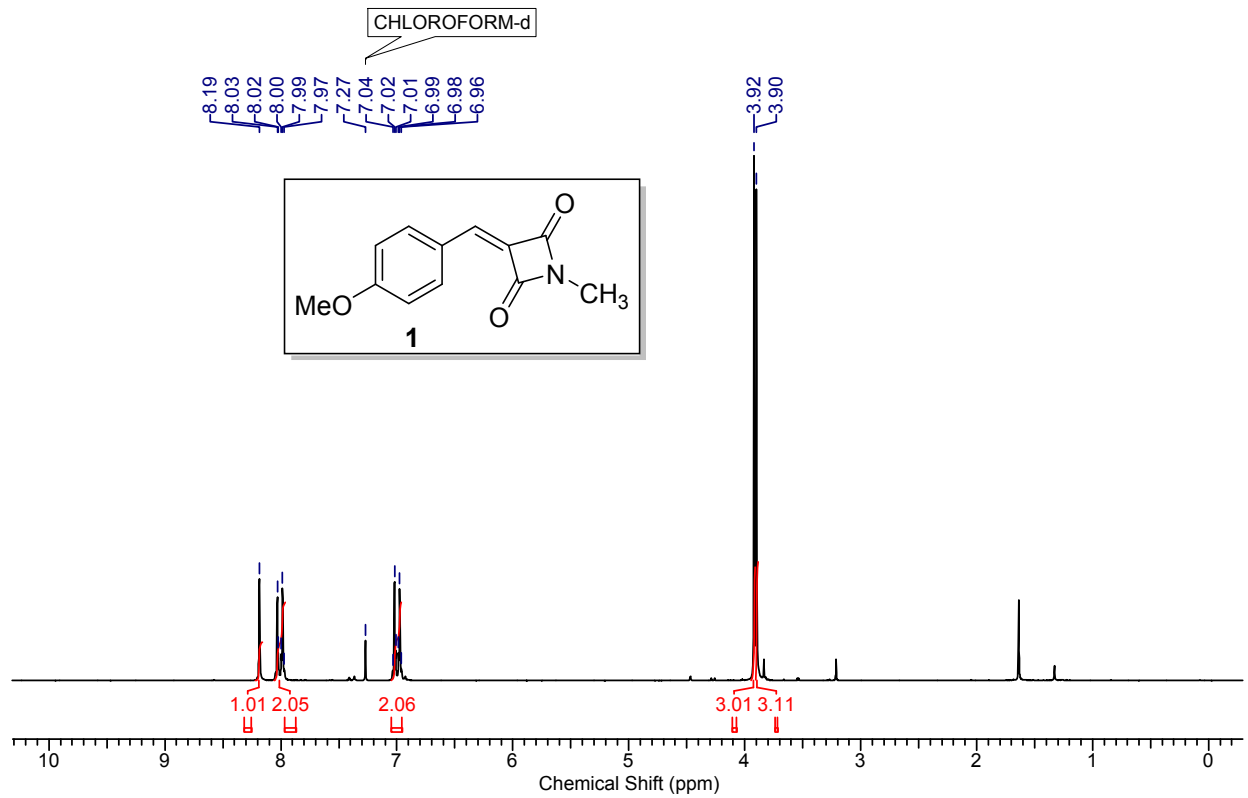 CHLOROFORM-d
8.19
8.03
8.02
8.00
7.99
7.97
7.27
7.04
7.02
7.01
6.99
6.98
6.96
3.92
3.90
O
N
CH3
O
MeO
1
1.01 2.05 2.06 3.01 3.11
10 9 8 7 6 5 4 3 2 1 0
Chemical Shift (ppm)